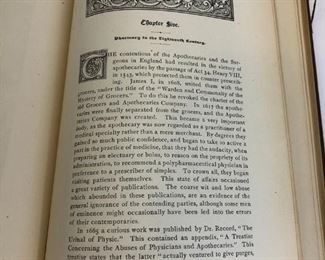 Chapter Five.
Pharmacy in the Eighteenth Century.
THE contentions of the Apothecaries and the Sur-
geons in England had resulted in the victory of
apothecaries by the passage of Act 34, Henry VIII,
in 1543, which protected them in counter prescrib-
ing. James I, in 1606, united them with the
grocers, under the title of the "Warden and Commonalty of the
Mystery of Grocers." To do this he revoked the charter of the
old Grocers and Apothecaries Company. In 1617 the apothe-
caries were finally separated from the grocers, and the Apothe-
caries Company was created. This became a very important
body, as the apothecary was now regarded as a practitioner of a
medical specialty rather than a mere merchant. By degrees they
gained so much public confidence, and began to take so active a
part in the practice of medicine, that they had the audacity, when
preparing an electuary or bolus, to reason on the propriety of its
administration, or to recommend a polypharmaceutical physician in
preference to a prescriber of simples. To crown all, they began
visiting patients themselves. This state of affairs occasioned
a great variety of publications. The coarse wit and low abuse
which abounded in these publications, are an evidence of the
general ignorance of the contending parties, although some men
of eminence might occasionally have been led into the errors
of their contemporaries.
In 1665 a curious work was published by Dr. Record, "The
Urinal of Physic." This contained an appendix, "A Treatise
Concerning the Abuses of Physicians and Apothecaries." This
treatise states that the latter "actually ventured to give purges,